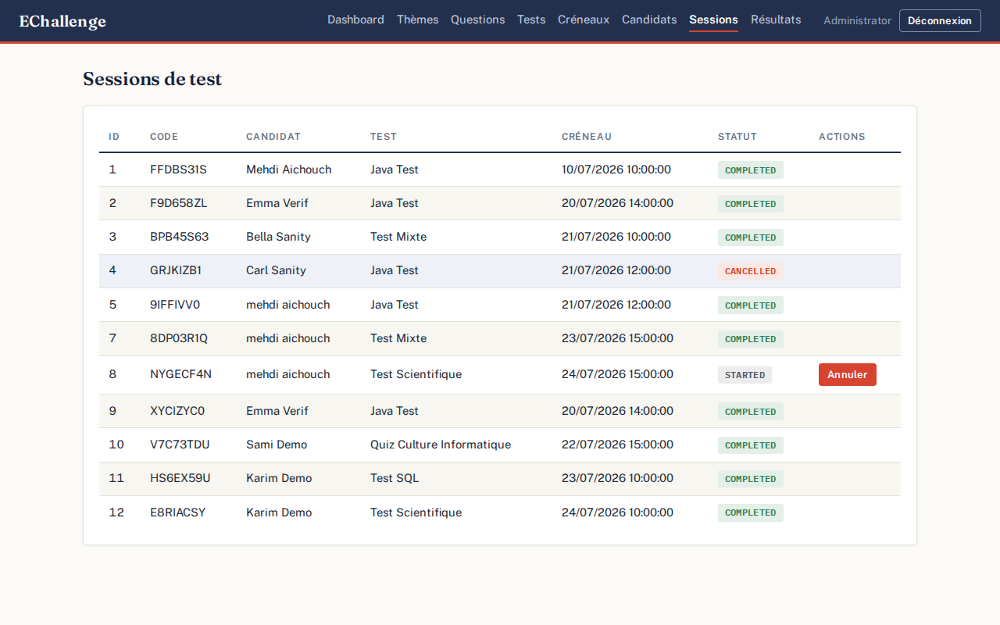 EChallenge Dashboard Thèmes Questions Tests Créneaux Candidats Sessions Résultats Administrator Déconnexion
Sessions de test
ID CODE CANDIDAT TEST CRÉNEAU STATUT ACTIONS
1 FFDBS31S Mehdi Aichouch Java Test 10/07/2026 10:00:00 COMPLETED
2 F9D658ZL Emma Verif Java Test 20/07/2026 14:00:00 COMPLETED
3 BPB45S63 Bella Sanity Test Mixte 21/07/2026 10:00:00 COMPLETED
4 GRJKIZB1 Carl Sanity Java Test 21/07/2026 12:00:00 CANCELLED
5 9IFFIVV0 mehdi aichouch Java Test 21/07/2026 12:00:00 COMPLETED
7 8DP03R1Q mehdi aichouch Test Mixte 23/07/2026 15:00:00 COMPLETED
8 NYGECF4N mehdi aichouch Test Scientifique 24/07/2026 15:00:00 STARTED Annuler
9 XYCIZYC0 Emma Verif Java Test 20/07/2026 14:00:00 COMPLETED
10 V7C73TDU Sami Demo Quiz Culture Informatique 22/07/2026 15:00:00 COMPLETED
11 HS6EX59U Karim Demo Test SQL 23/07/2026 10:00:00 COMPLETED
12 E8RIACSY Karim Demo Test Scientifique 24/07/2026 10:00:00 COMPLETED